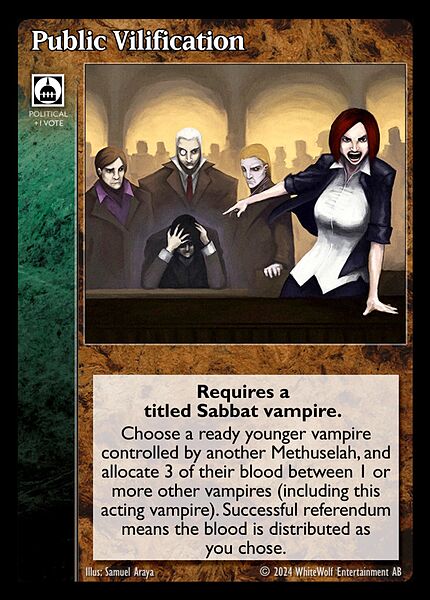 Public Vilification
POLITICAL
+1 VOTE
Requires a
titled Sabbat vampire.
Choose a ready younger vampire
controlled by another Methuselah, and
allocate 3 of their blood between 1 or
more other vampires (including this
acting vampire). Successful referendum
means the blood is distributed as
you chose.
Illus: Samuel Araya © 2024 WhiteWolf Entertainment AB